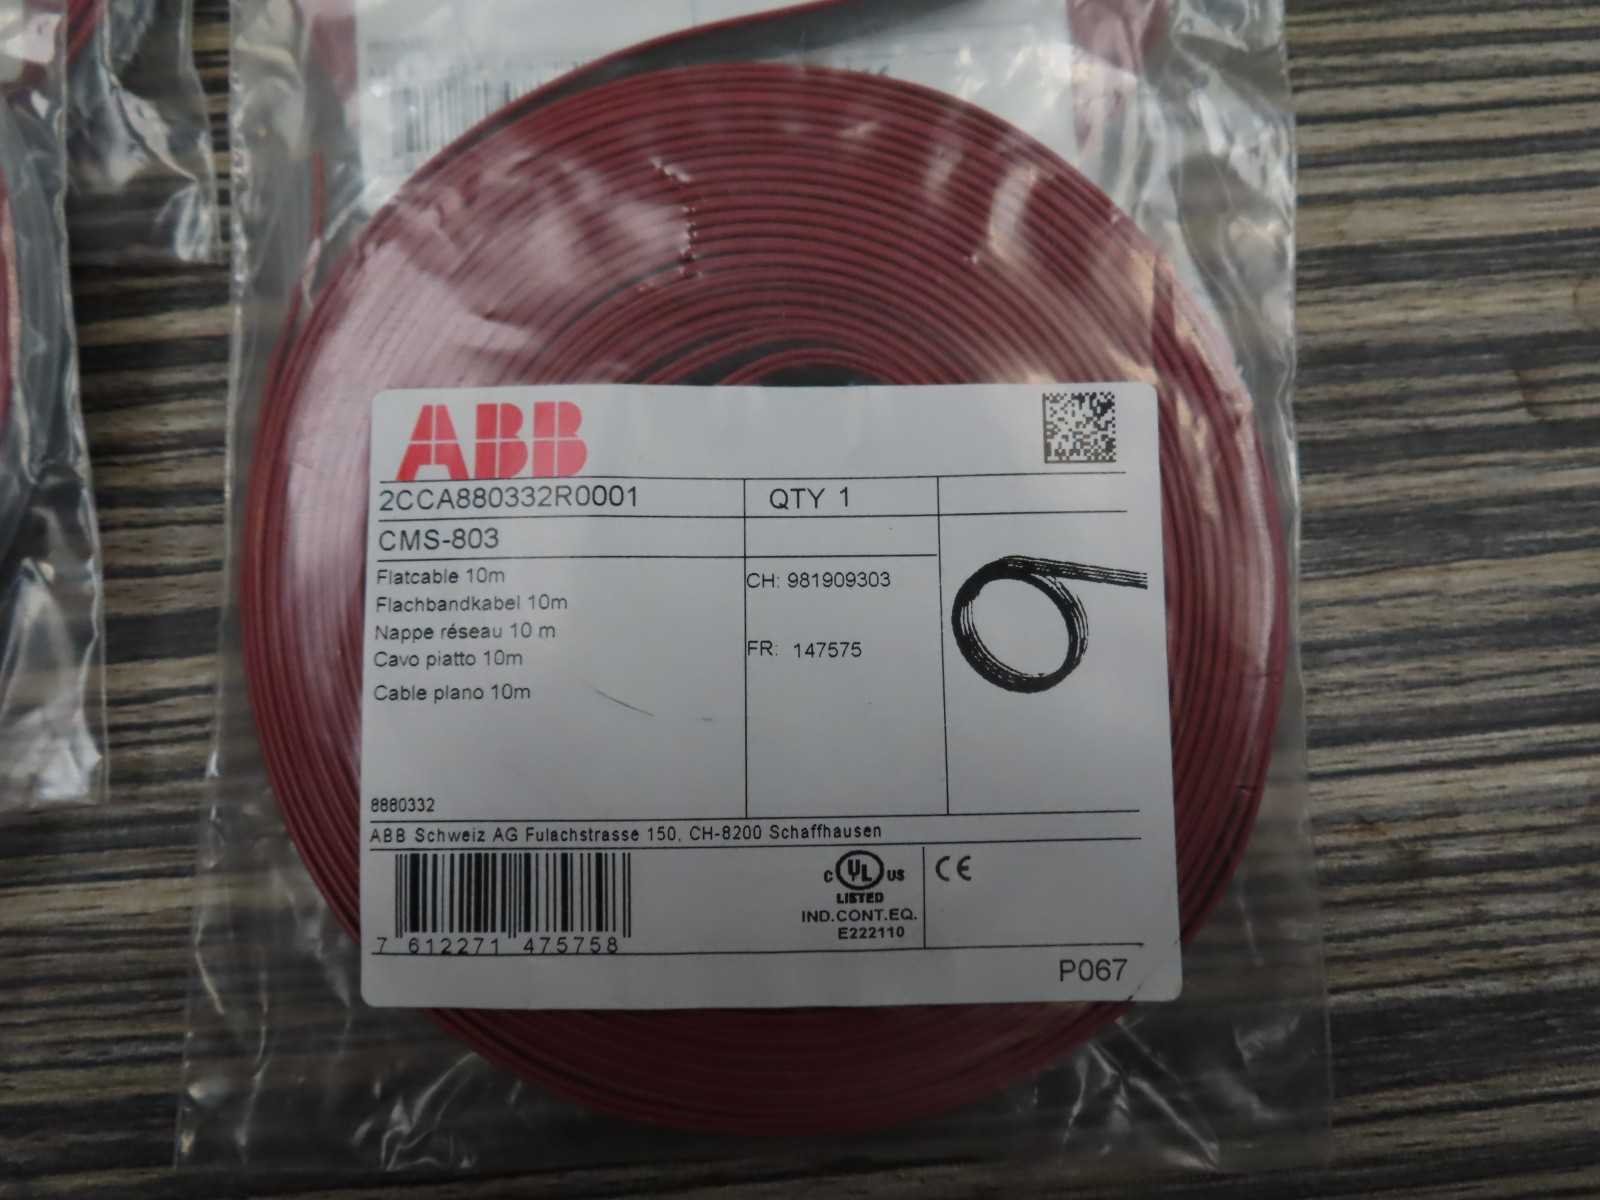 ABB
2CCA880332R0001
QTY 1
CMS-803
Flatcable 10m
Flachbandkabel 10m
Nappe réseau 10 m
Cavo piatto 10m
Cable plano 10m
CH: 981909303
FR: 147575
8880332
ABB Schweiz AG Fulachstrasse 150, CH-8200 Schaffhausen
7 612271 475758
C UL US
LISTED
IND.CONT.EQ.
E222110
CE
P067